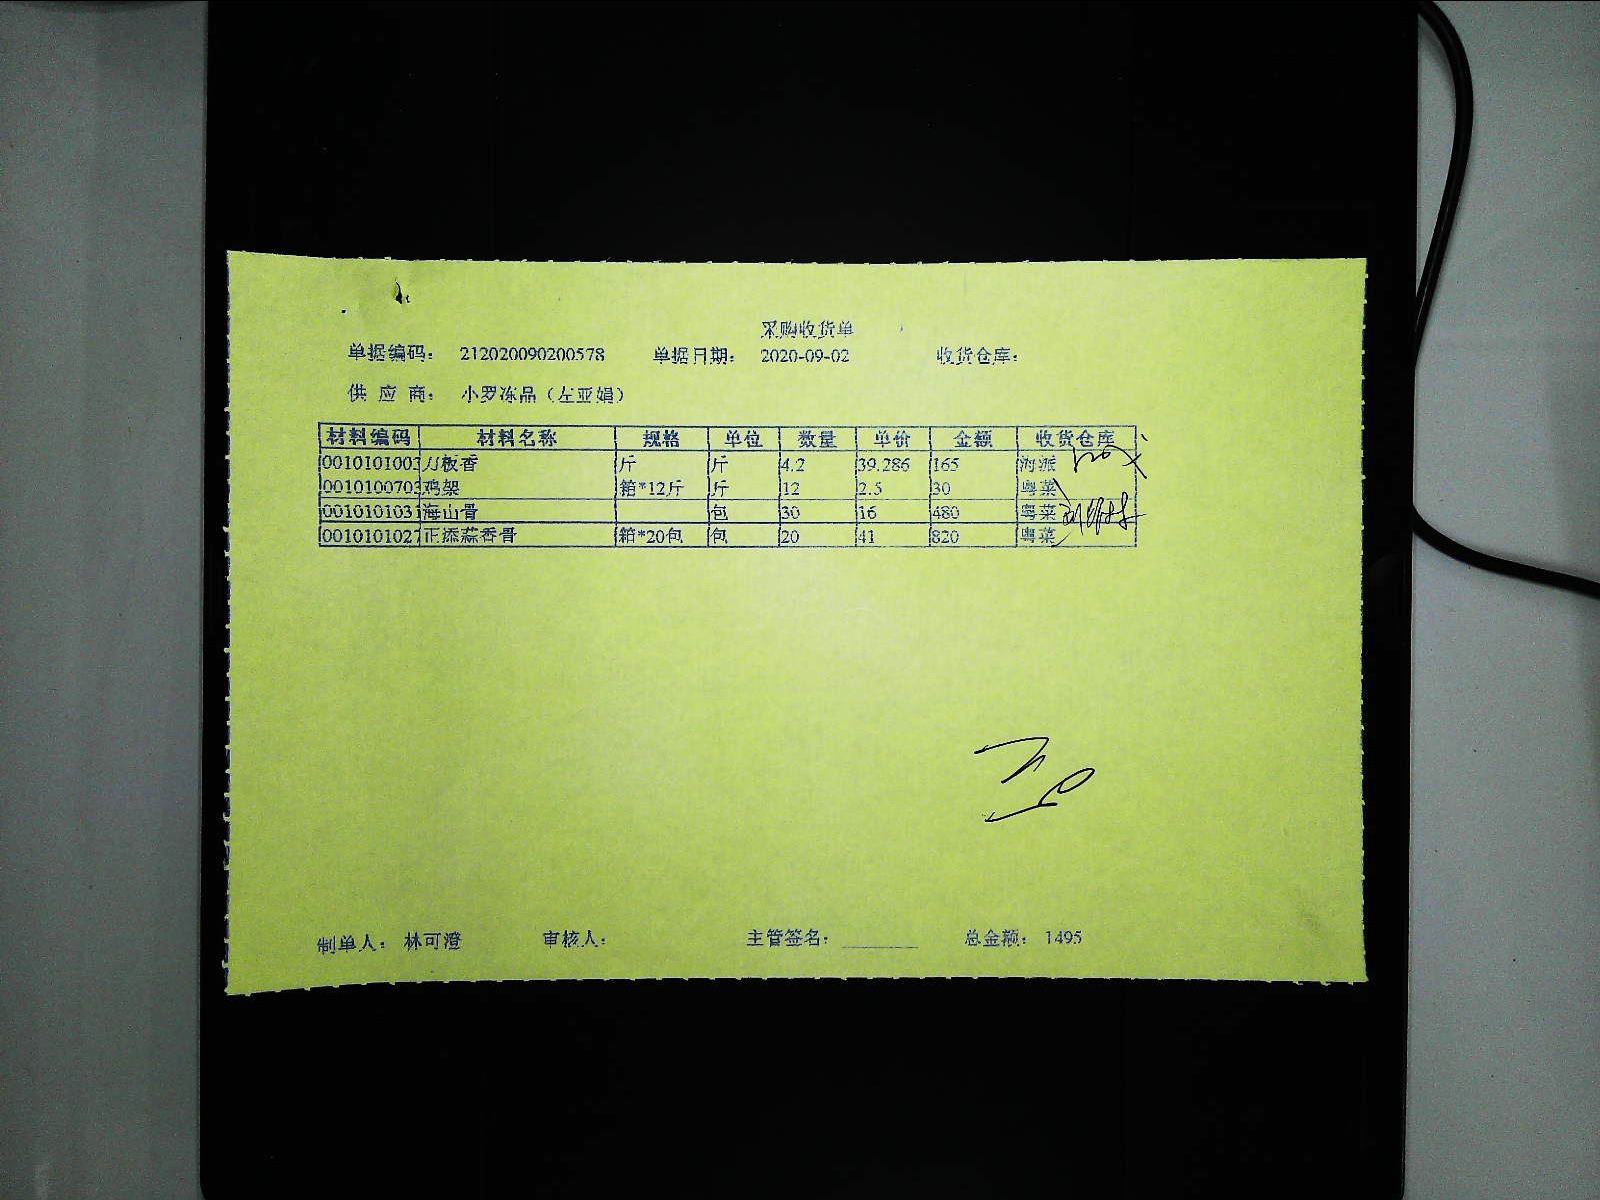 采购收货单
单据编码： 212020090200578 单据日期： 2020-09-02 收货仓库：
供应商： 小罗冻品（左亚娟）
材料编码 材料名称 规格 单位 数量 单价 金额 收货仓库
0010101003 刀板香 斤 斤 4.2 39.286 165 海派
0010100703 鸡架 箱*12斤 斤 12 2.5 30 粤菜
0010101031 海山骨 包 30 16 480 粤菜
0010101027 正添蒜香骨 箱*20包 包 20 41 820 粤菜
制单人： 林可澄 审核人： 主管签名： 总金额： 1495